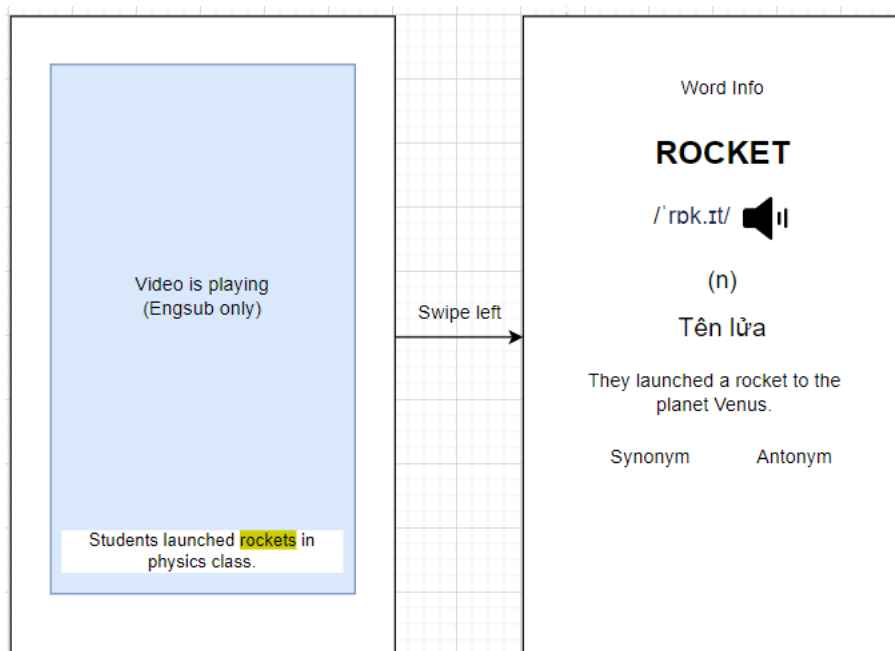 Video is playing
(Engsub only)
Students launched rockets in
physics class.
Swipe left
Word Info
ROCKET
/ˈrɒk.ɪt/
(n)
Tên lửa
They launched a rocket to the
planet Venus.
Synonym Antonym